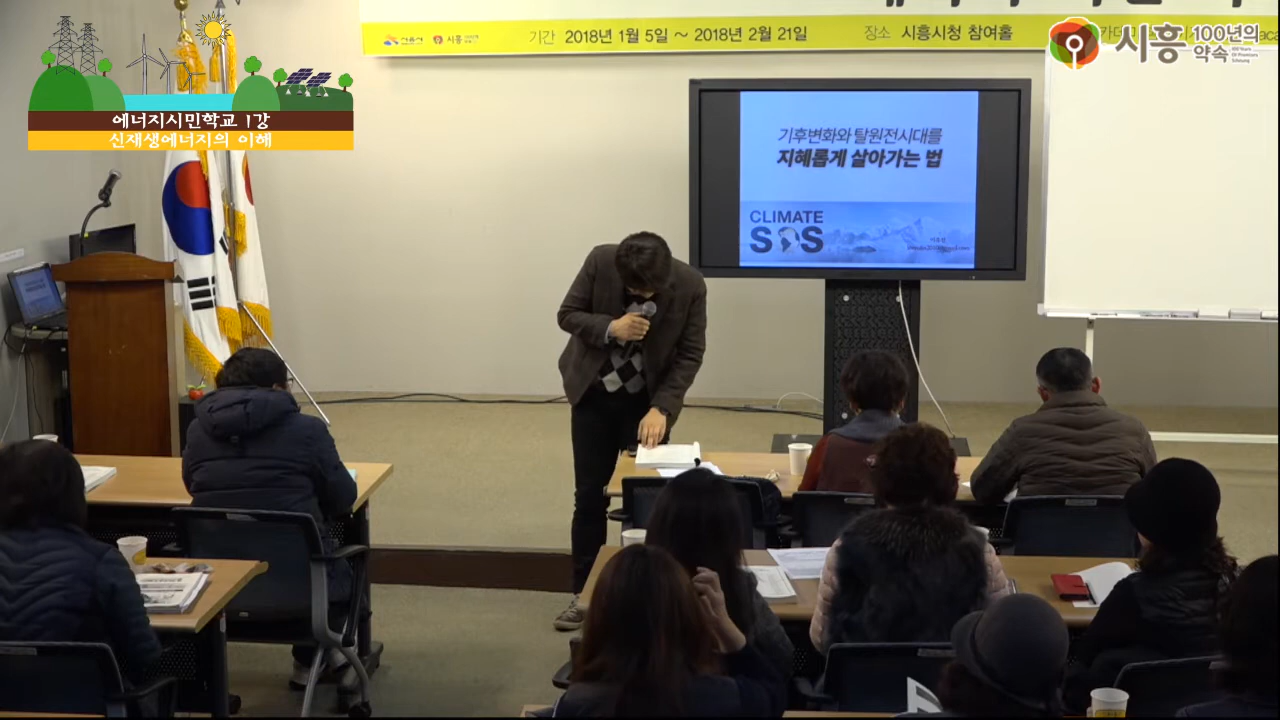 기간 2018년 1월 5일 ~ 2018년 2월 21일
장소 시흥시청 참여홀
시흥
시흥 100년의 약속
에너지시민학교 1강
신재생에너지의 이해
기후변화와 탈원전시대를
지혜롭게 살아가는 법
CLIMATE
SOS